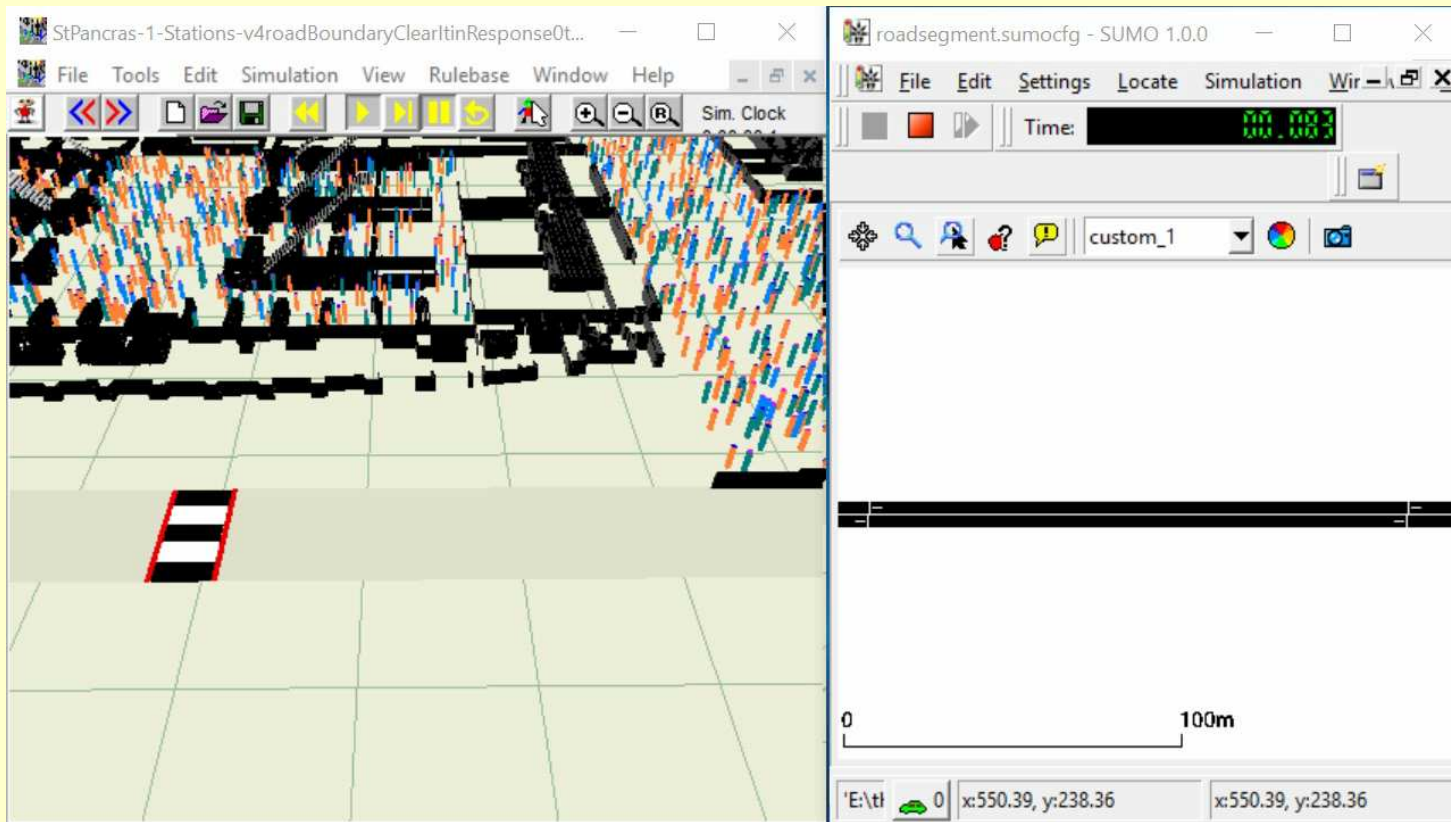 StPancras-1-Stations-v4roadBoundaryClearItinResponse0t...
File Tools Edit Simulation View Rulebase Window Help
Sim. Clock
roadsegment.sumocfg - SUMO 1.0.0
File Edit Settings Locate Simulation
Time: 00.083
custom_1
0 100m
'E:\th 0 x:550.39, y:238.36 x:550.39, y:238.36